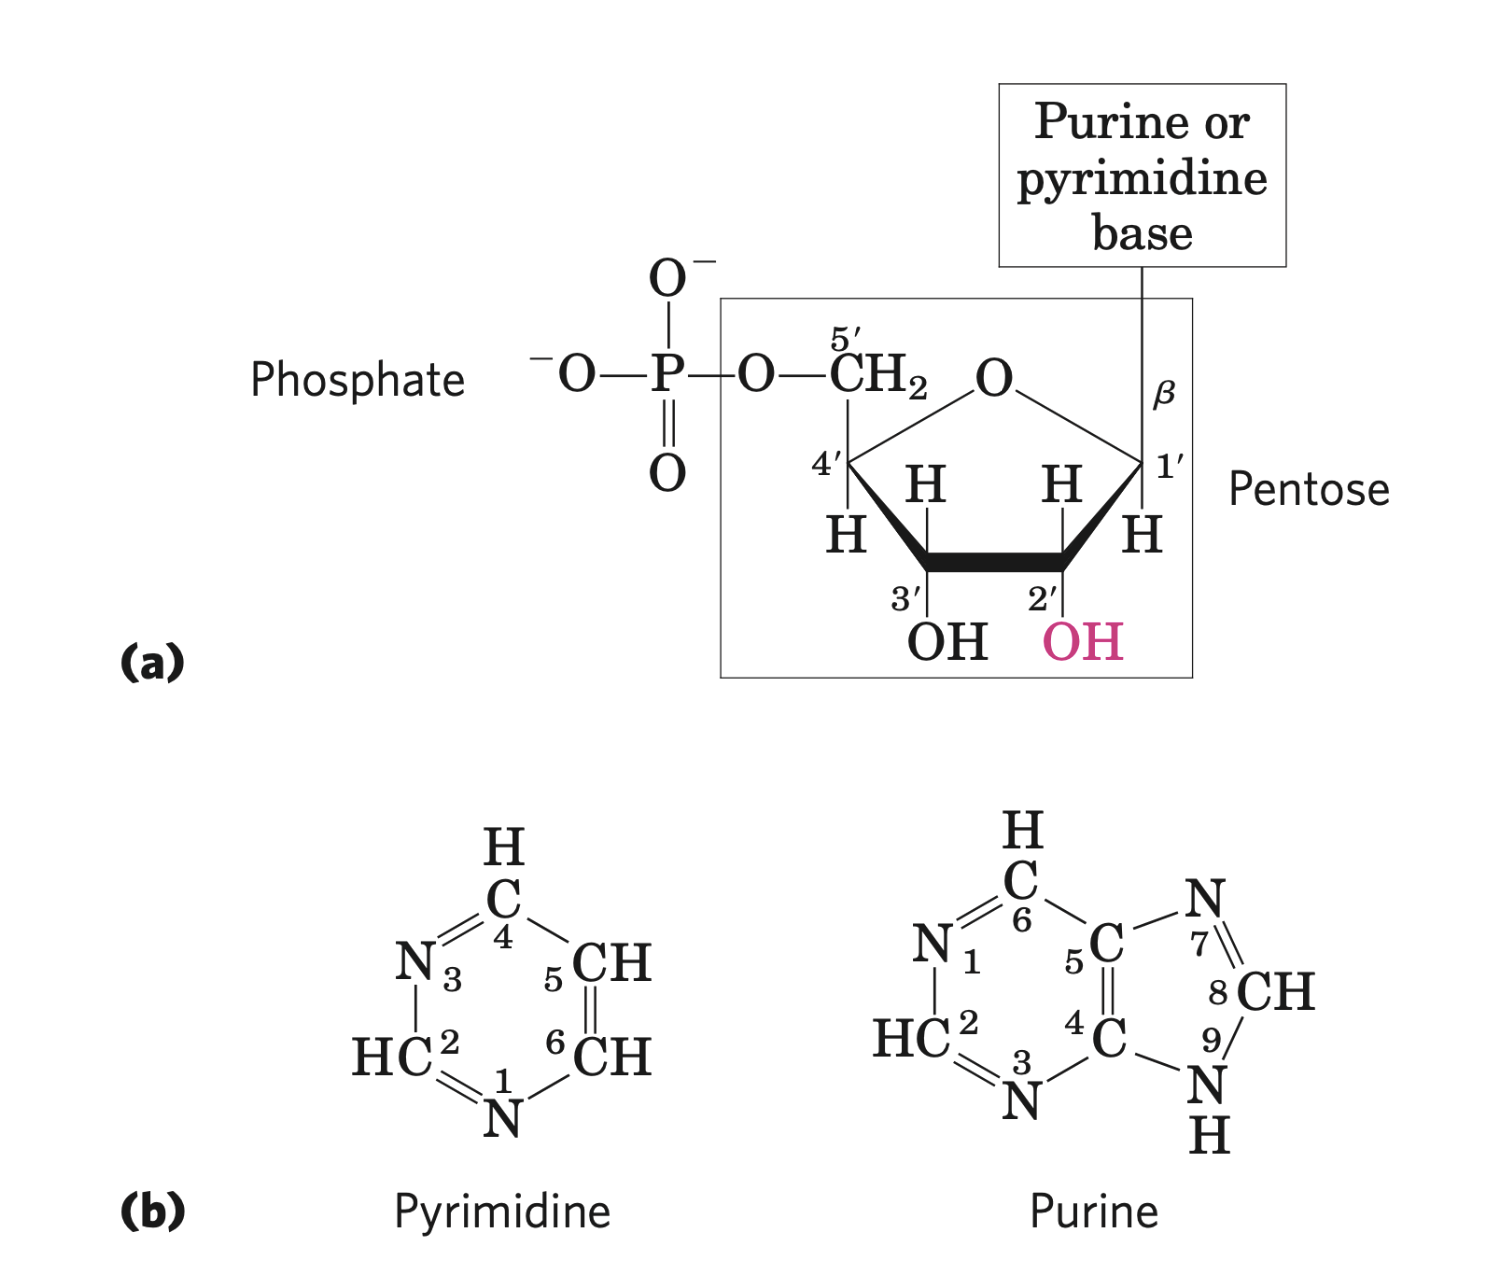 Purine or
pyrimidine
base
O⁻
Phosphate
⁻O—P—O—CH₂
5′
O
β
O
4′
H
H
1′
Pentose
H
H
3′
2′
OH
OH
(a)
H
C
4
N
3
5
CH
HC
2
6
CH
1
N
H
C
6
N
1
5
C
N
7
8
CH
HC
2
4
C
9
3
N
N
H
(b)
Pyrimidine
Purine